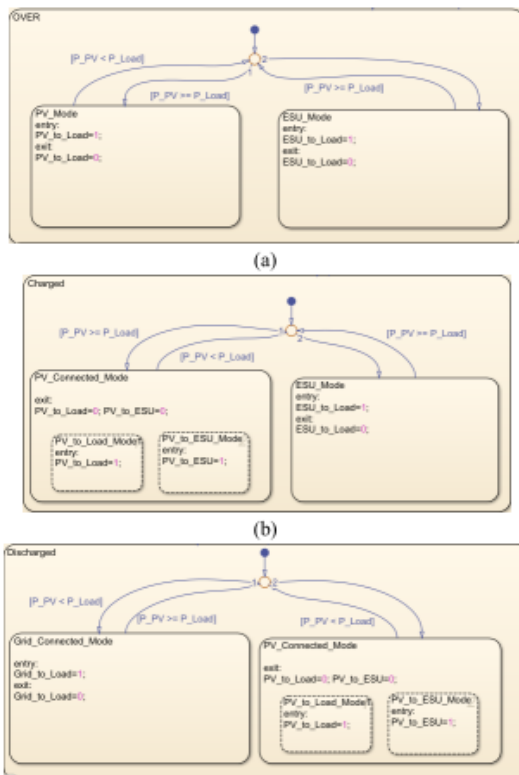 OVER
[P_PV < P_Load]
2
1
[P_PV >= P_Load]
[P_PV >= P_Load]
PV_Mode
entry:
PV_to_Load=1;
exit:
PV_to_Load=0;
ESU_Mode
entry:
ESU_to_Load=1;
exit:
ESU_to_Load=0;
(a)
Charged
[P_PV >= P_Load]
1
2
[P_PV >= P_Load]
[P_PV < P_Load]
PV_Connected_Mode
exit:
PV_to_Load=0; PV_to_ESU=0;
PV_to_Load_Mode
entry:
PV_to_Load=1;
PV_to_ESU_Mode
entry:
PV_to_ESU=1;
ESU_Mode
entry:
ESU_to_Load=1;
exit:
ESU_to_Load=0;
(b)
Discharged
[P_PV < P_Load]
1
2
[P_PV >= P_Load]
[P_PV < P_Load]
Grid_Connected_Mode
entry:
Grid_to_Load=1;
exit:
Grid_to_Load=0;
PV_Connected_Mode
exit:
PV_to_Load=0; PV_to_ESU=0;
PV_to_Load_Mode
entry:
PV_to_Load=1;
PV_to_ESU_Mode
entry:
PV_to_ESU=1;